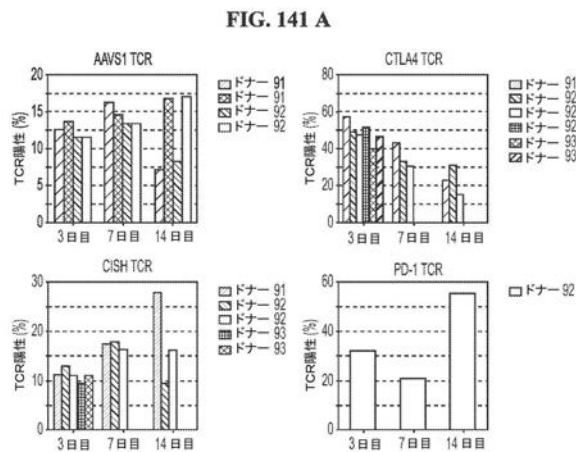 FIG. 141 A
AAVS1 TCR
TCR陽性 (%)
20
15
10
5
0
3日目
7日目
14日目
ドナー 91
ドナー 91
ドナー 92
ドナー 92
CTLA4 TCR
TCR陽性 (%)
80
60
40
20
0
3日目
7日目
14日目
ドナー 91
ドナー 92
ドナー 92
ドナー 92
ドナー 93
ドナー 93
CISH TCR
TCR陽性 (%)
30
20
10
0
3日目
7日目
14日目
ドナー 91
ドナー 92
ドナー 92
ドナー 93
ドナー 93
PD-1 TCR
TCR陽性 (%)
60
40
20
0
3日目
7日目
14日目
ドナー 92